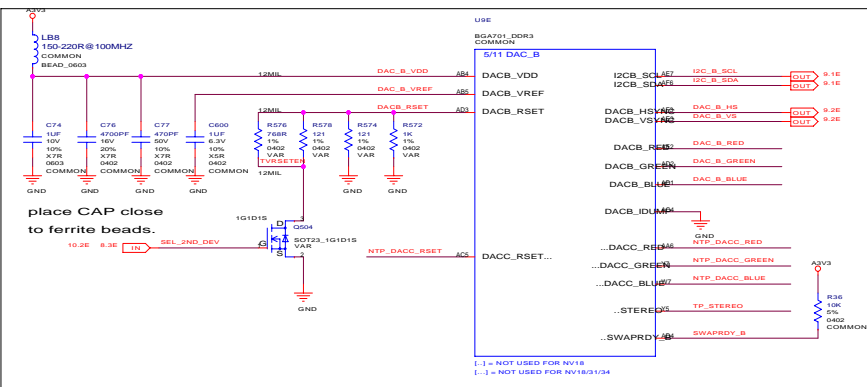 A3V3
LB8
150-220R@100MHZ
COMMON
BEAD_0603
U9E
BGA701_DDR3
COMMON
5/11 DAC_B
12MIL
DAC_B_VDD
AB4
DACB_VDD
DAC_B_VREF
AB5
DACB_VREF
12MIL
DACB_RSET
AD3
DACB_RSET
I2CB_SCL
AE7
I2C_B_SCL
OUT
9.1E
I2CB_SDA
AF6
I2C_B_SDA
OUT
9.1E
DACB_HSYNC
DAC_B_HS
OUT
9.2E
DACB_VSYNC
DAC_B_VS
OUT
9.2E
DACB_RED
DAC_B_RED
DACB_GREEN
DAC_B_GREEN
DACB_BLUE
DAC_B_BLUE
DACB_IDUMP
GND
C74
1UF
10V
10%
X7R
0603
COMMON
C76
4700PF
16V
20%
X7R
0402
COMMON
C77
470PF
50V
10%
X7R
0402
COMMON
C600
1UF
6.3V
10%
X5R
0402
COMMON
R576
768R
1%
0402
VAR
R578
121
1%
0402
VAR
R574
121
1%
0402
VAR
R572
1K
1%
0402
VAR
GND
GND
GND
GND
GND
GND
TVRSETEN
12MIL
place CAP close
to ferrite beads.
1G1D1S
3
D
Q504
G
S
SOT23_1G1D1S
VAR
2
10.2E
8.3E
IN
SEL_2ND_DEV
GND
NTP_DACC_RSET
AC5
DACC_RSET...
...DACC_RED
AA6
NTP_DACC_RED
...DACC_GREEN
NTP_DACC_GREEN
...DACC_BLUE
W7
NTP_DACC_BLUE
..STEREO
Y5
TP_STEREO
..SWAPRDY_B
SWAPRDY_B
A3V3
R36
10K
5%
0402
COMMON
[..] = NOT USED FOR NV18
[...] = NOT USED FOR NV18/31/34